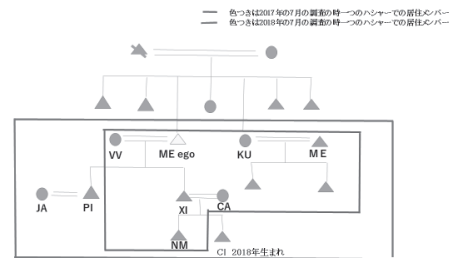 色つきは2017年の7月の調査の時一つのハシャーでの居住メンバー
色つきは2018年の7月の調査の時一つのハシャーでの居住メンバー
VV ME ego KU ME
JA PI XI CA
NM
CI 2018年生まれ